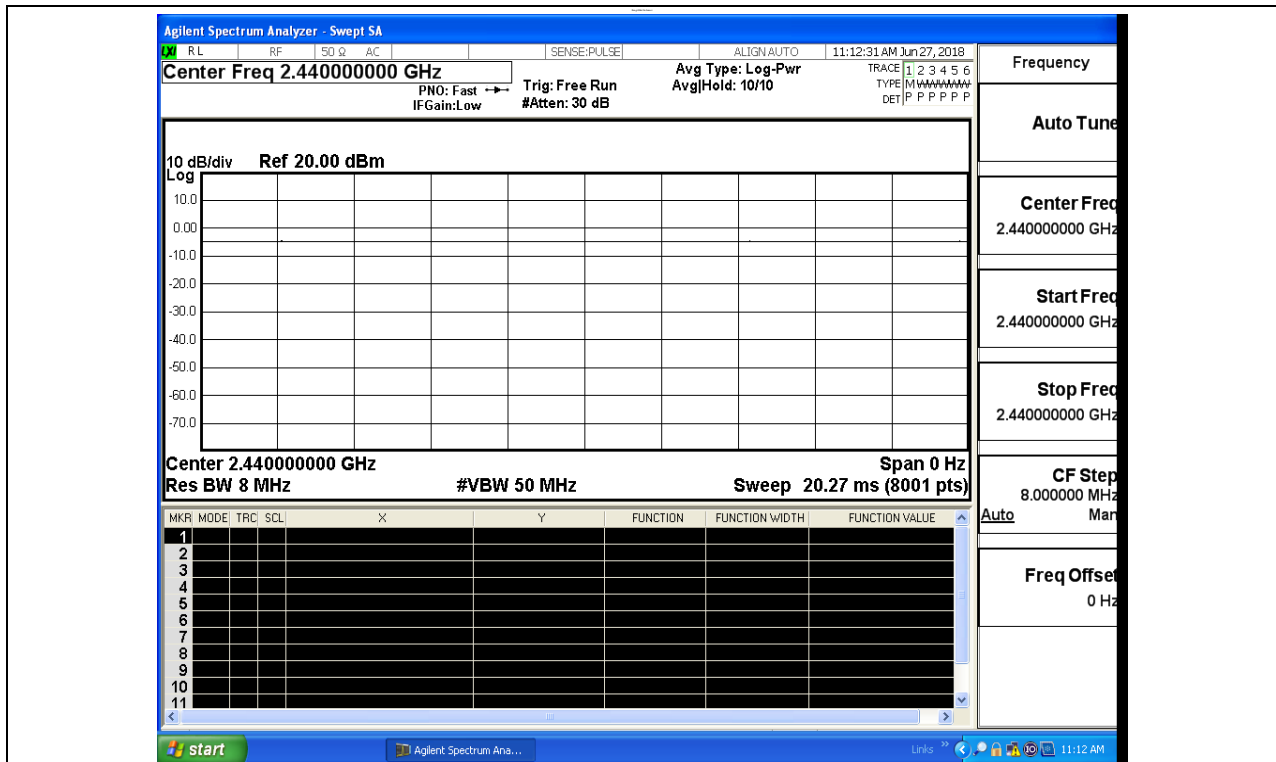 Agilent Spectrum Analyzer - Swept SA
LXI RL RF 50 Ω AC SENSE:PULSE ALIGN AUTO 11:12:31 AM Jun 27, 2018
Center Freq 2.440000000 GHz
PNO: Fast
IFGain:Low
Trig: Free Run
#Atten: 30 dB
Avg Type: Log-Pwr
Avg|Hold: 10/10
TRACE 1 2 3 4 5 6
TYPE M WWWWW
DET P P P P P P
10 dB/div Ref 20.00 dBm
Log
10.0
0.00
-10.0
-20.0
-30.0
-40.0
-50.0
-60.0
-70.0
Center 2.440000000 GHz Span 0 Hz
Res BW 8 MHz #VBW 50 MHz Sweep 20.27 ms (8001 pts)
MKR MODE TRC SCL X Y FUNCTION FUNCTION WIDTH FUNCTION VALUE
1
2
3
4
5
6
7
8
9
10
11
Frequency
Auto Tune
Center Freq
2.440000000 GHz
Start Freq
2.440000000 GHz
Stop Freq
2.440000000 GHz
CF Step
8.000000 MHz
Auto Man
Freq Offset
0 Hz
start Agilent Spectrum Ana... Links » 11:12 AM